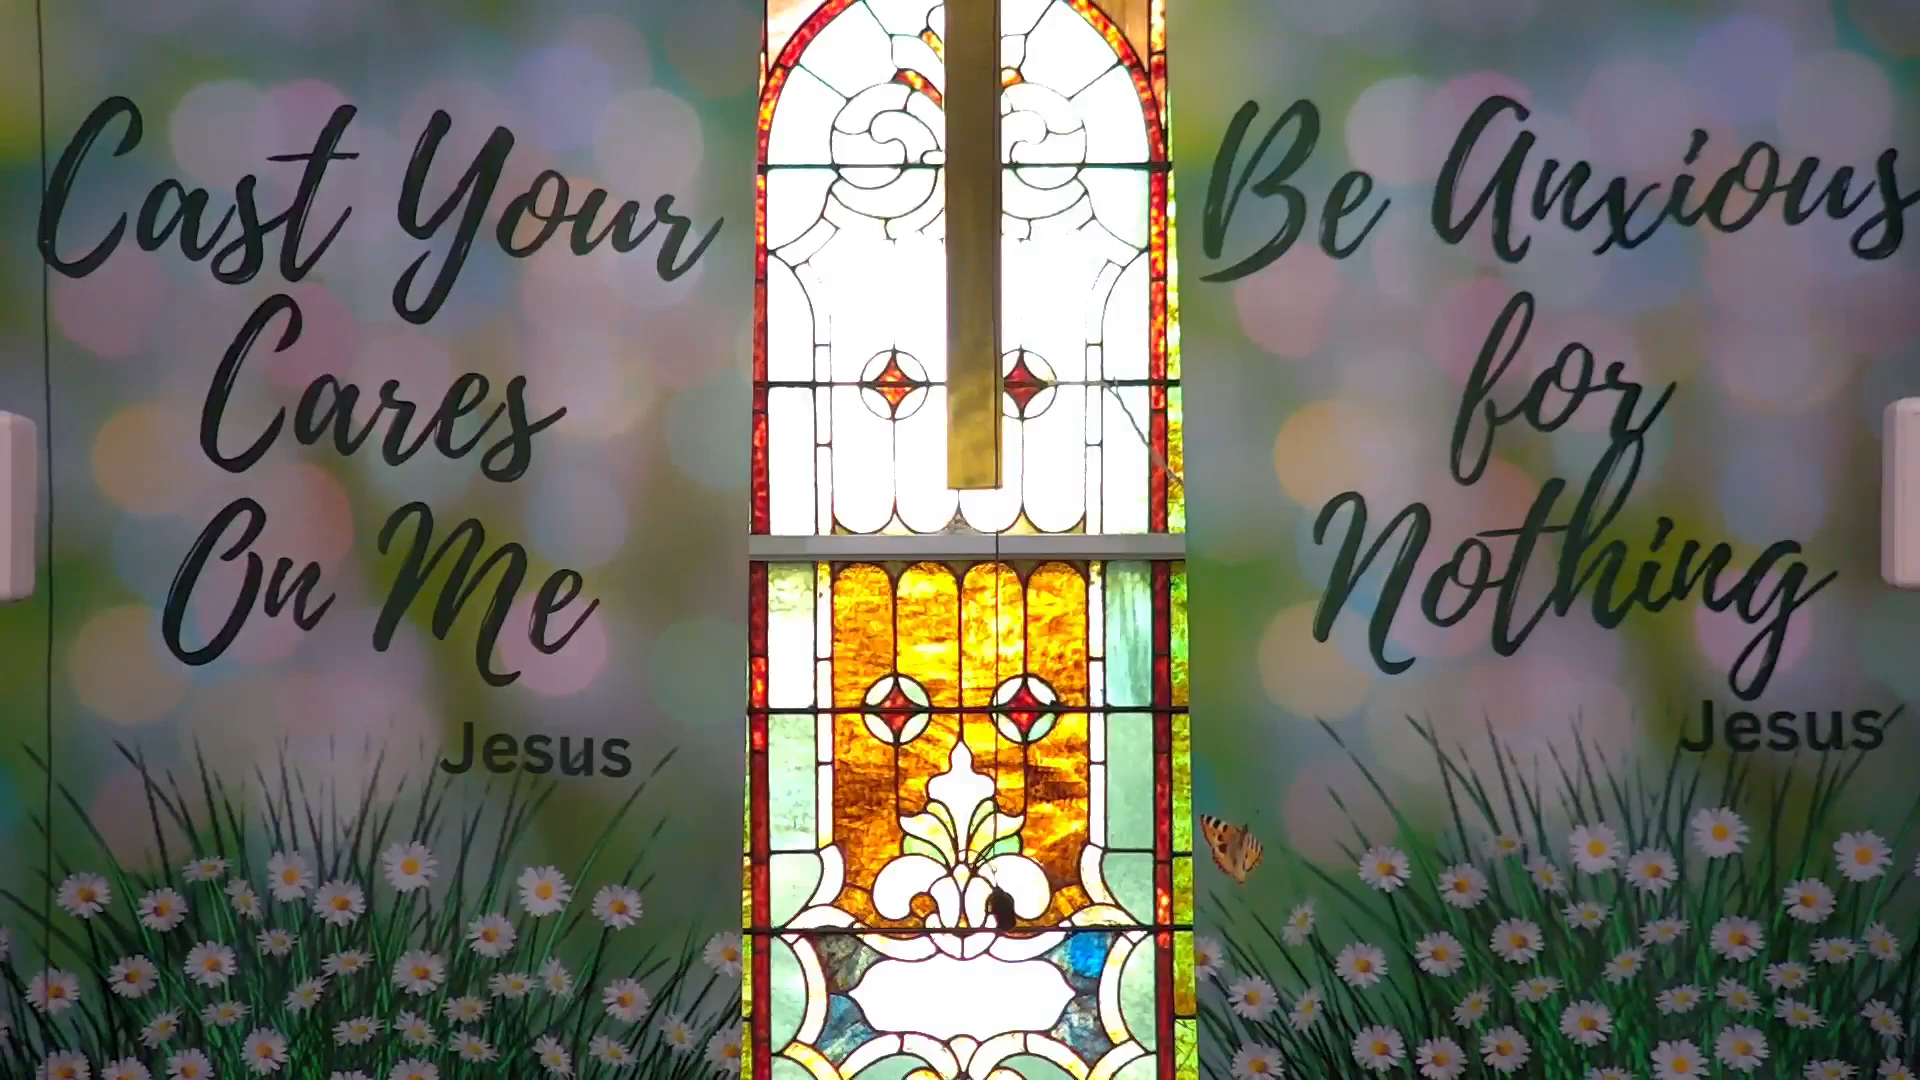 Cast Your
Cares
On Me
Jesus
Be Anxious
for
Nothing
Jesus